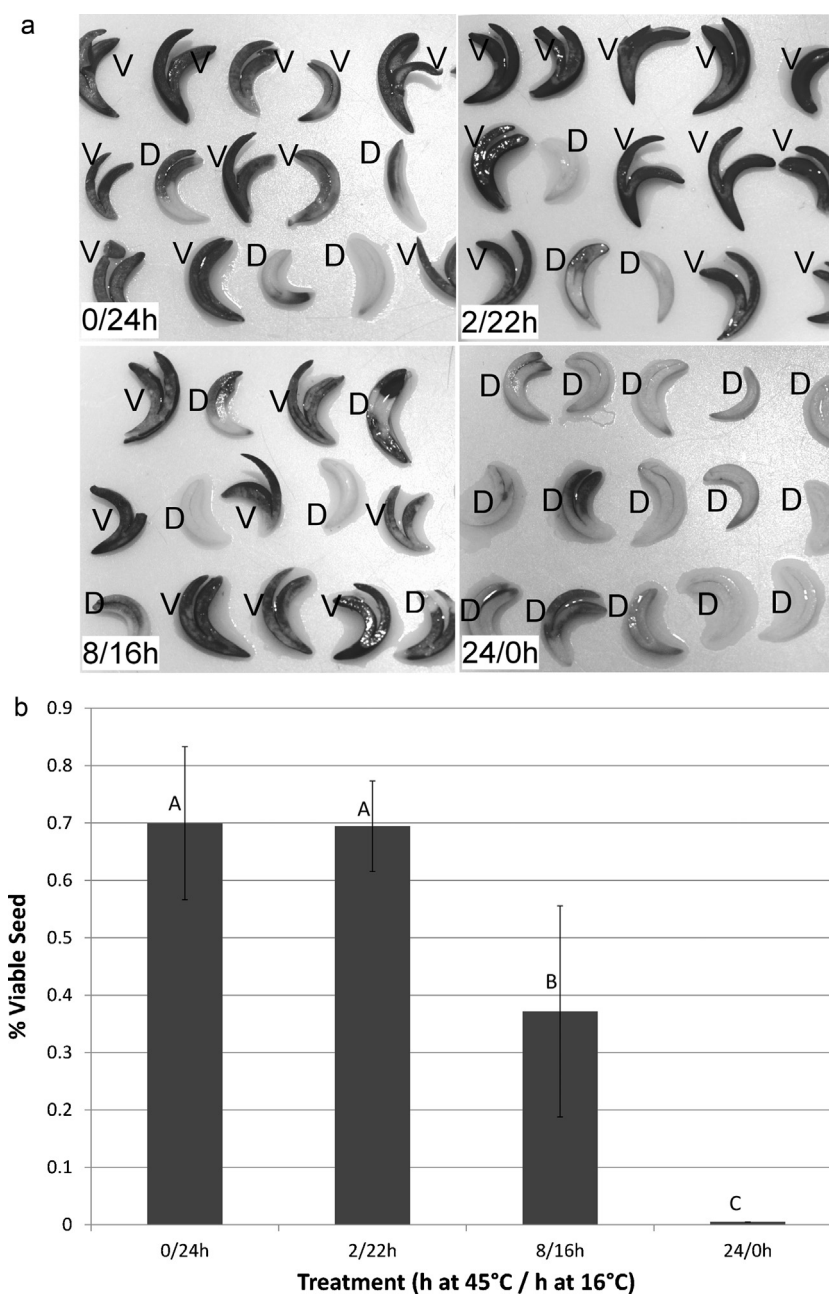 a
V V V V V
V D V V D
V V D D V
0/24h
V V V V V
V D V V V
V D D V V
2/22h
V D V D
V D V D V
D V V V D
8/16h
D D D D D
D D D D D
D D D D D
24/0h
b
0.9
0.8
0.7
0.6
0.5
0.4
0.3
0.2
0.1
0
% Viable Seed
A
A
B
C
0/24h 2/22h 8/16h 24/0h
Treatment (h at 45°C / h at 16°C)